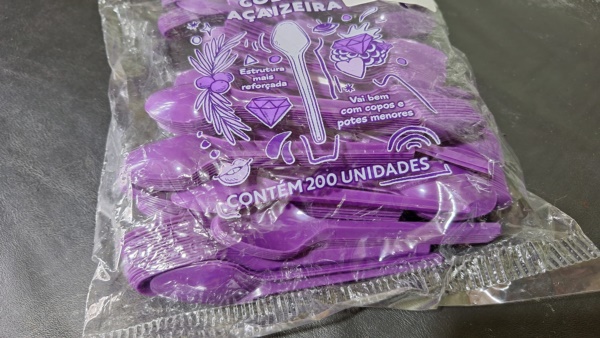 AÇAIZEIRA
Estrutura
mais
reforçada
Vai bem
com copos e
potes menores
CONTÉM 200 UNIDADES